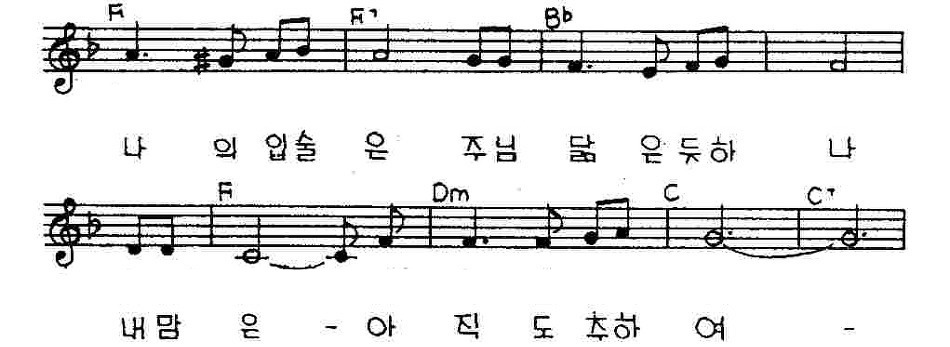 F F7 Bb
나 의 입술 은 주님 닮 은 듯하 나
F Dm C C7
내맘 은 - 아 직 도 추하 여 -